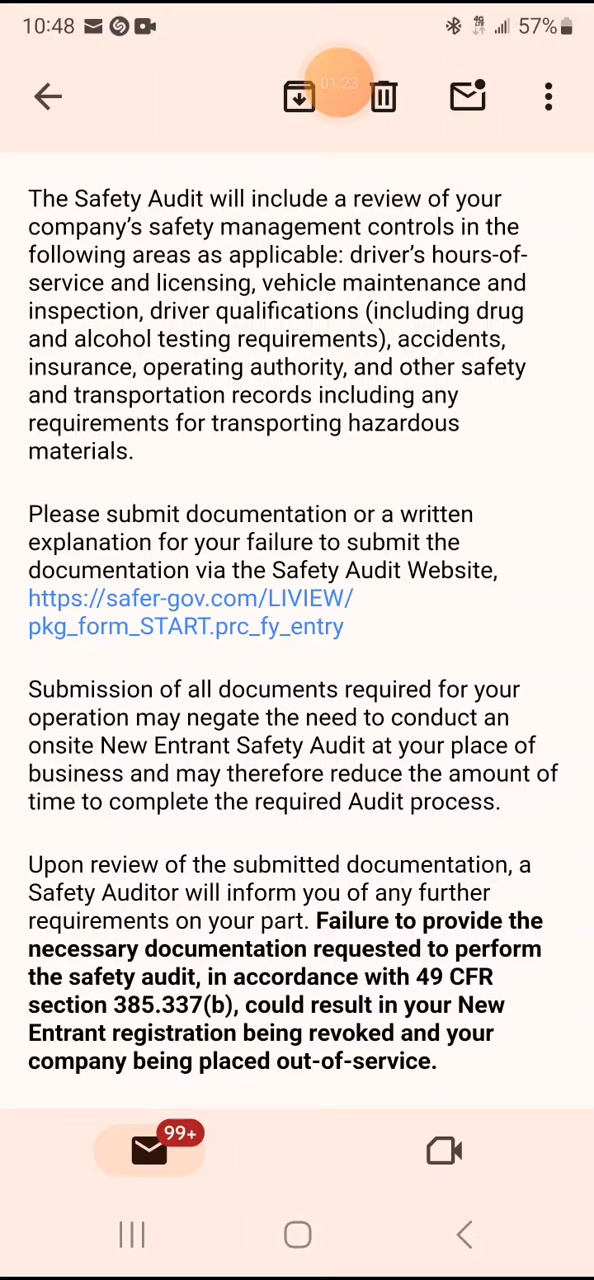 10:48
4G
57%
01:23
The Safety Audit will include a review of your
company's safety management controls in the
following areas as applicable: driver's hours-of-
service and licensing, vehicle maintenance and
inspection, driver qualifications (including drug
and alcohol testing requirements), accidents,
insurance, operating authority, and other safety
and transportation records including any
requirements for transporting hazardous
materials.
Please submit documentation or a written
explanation for your failure to submit the
documentation via the Safety Audit Website,
https://safer-gov.com/LIVIEW/
pkg_form_START.prc_fy_entry
Submission of all documents required for your
operation may negate the need to conduct an
onsite New Entrant Safety Audit at your place of
business and may therefore reduce the amount of
time to complete the required Audit process.
Upon review of the submitted documentation, a
Safety Auditor will inform you of any further
requirements on your part. Failure to provide the
necessary documentation requested to perform
the safety audit, in accordance with 49 CFR
section 385.337(b), could result in your New
Entrant registration being revoked and your
company being placed out-of-service.
99+